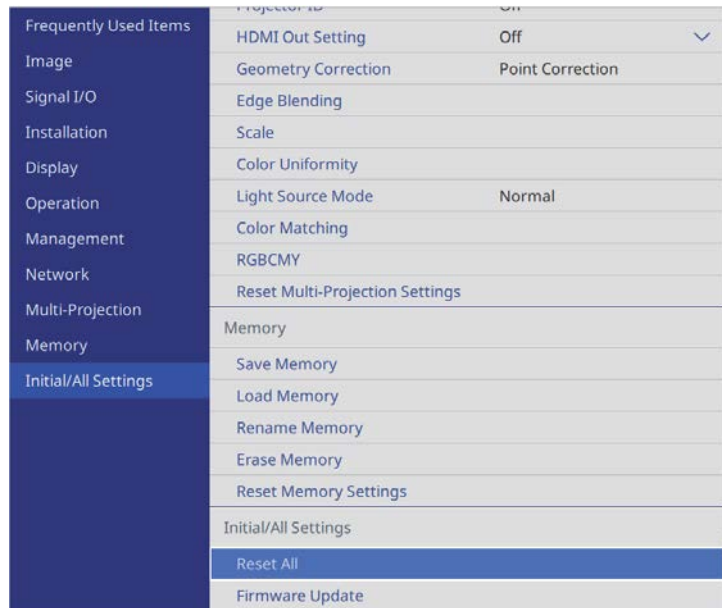 Frequently Used Items
Image
Signal I/O
Installation
Display
Operation
Management
Network
Multi-Projection
Memory
Initial/All Settings
Projector ID Off
HDMI Out Setting Off
Geometry Correction Point Correction
Edge Blending
Scale
Color Uniformity
Light Source Mode Normal
Color Matching
RGBCMY
Reset Multi-Projection Settings
Memory
Save Memory
Load Memory
Rename Memory
Erase Memory
Reset Memory Settings
Initial/All Settings
Reset All
Firmware Update